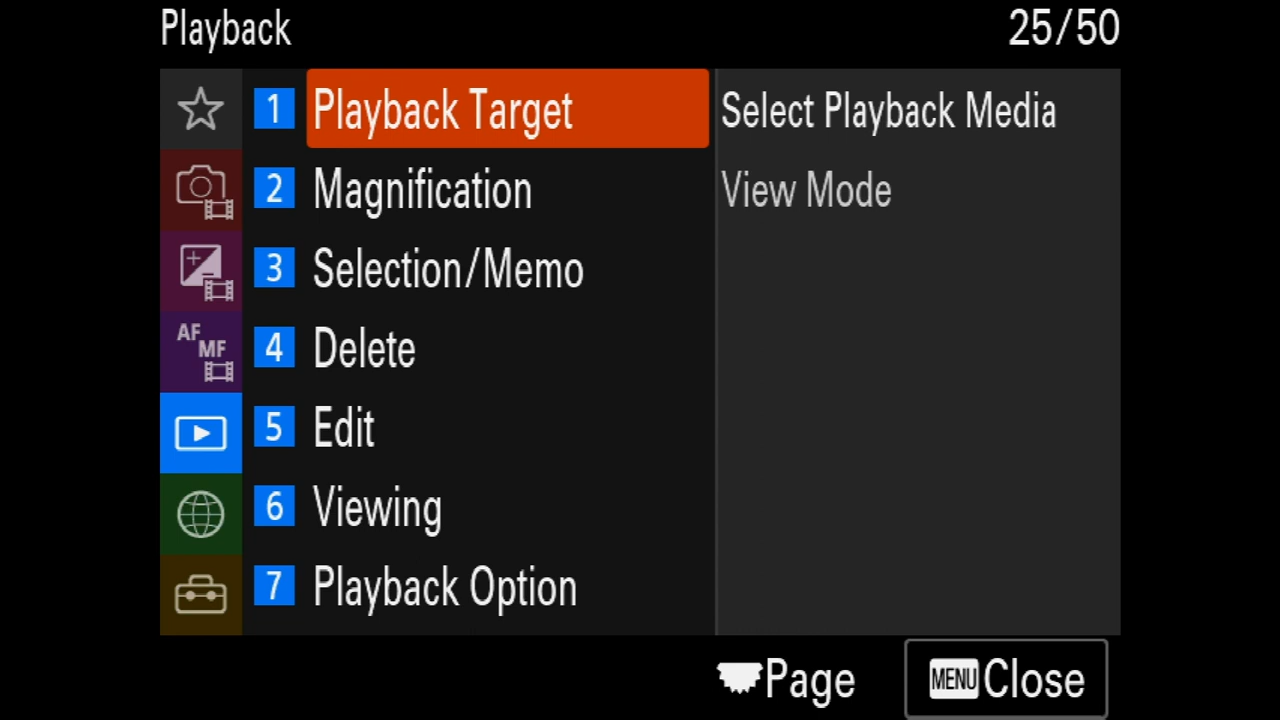 Playback 25/50
1 Playback Target Select Playback Media
2 Magnification View Mode
3 Selection/Memo
AF MF
4 Delete
5 Edit
6 Viewing
7 Playback Option
Page MENU Close